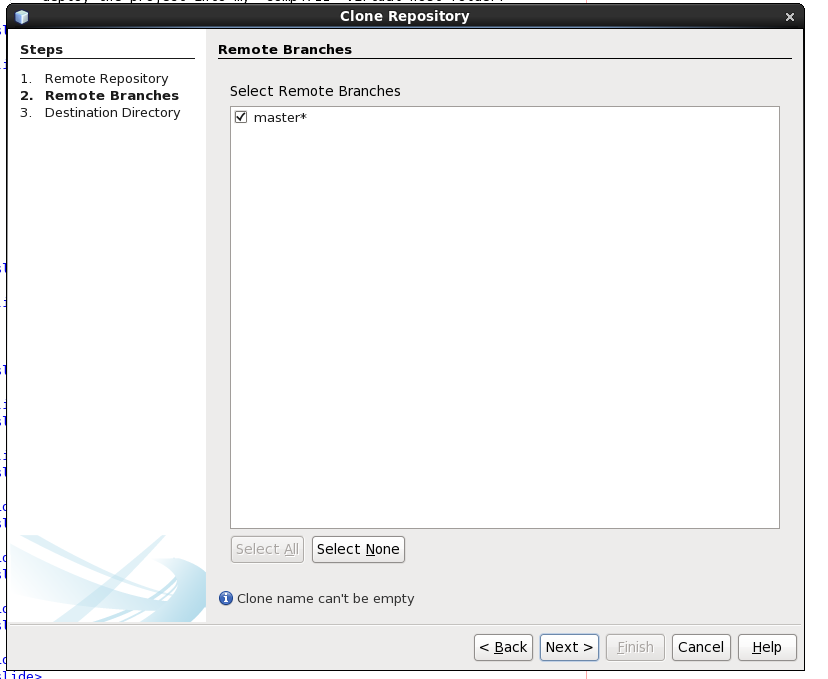 Clone Repository
Steps
1. Remote Repository
2. Remote Branches
3. Destination Directory
Remote Branches
Select Remote Branches
master*
Select All
Select None
Clone name can't be empty
< Back
Next >
Finish
Cancel
Help
slide>